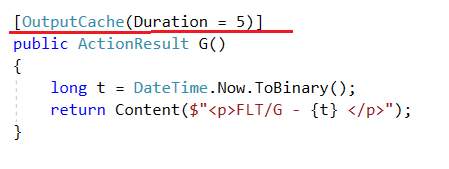 [OutputCache(Duration = 5)]
public ActionResult G()
{
long t = DateTime.Now.ToBinary();
return Content($"<p>FLT/G - {t} </p>");
}